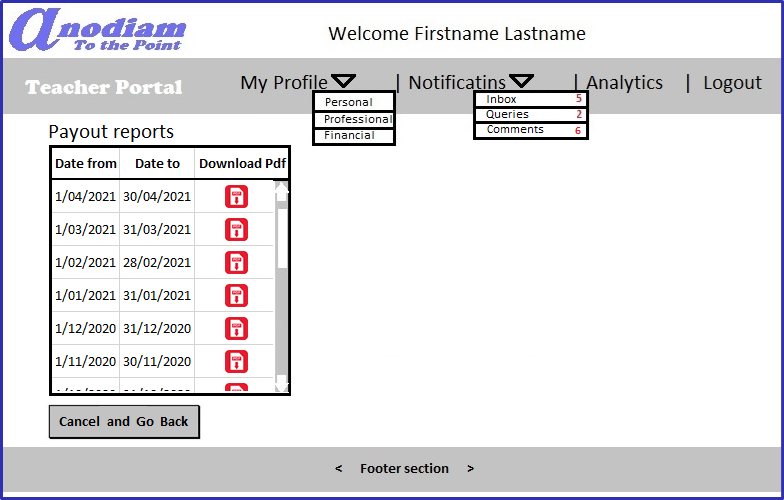 Anodiam
To the Point
Welcome Firstname Lastname
Teacher Portal
My Profile | Notificatins | Analytics | Logout
Personal
Professional
Financial
Inbox 5
Queries 2
Comments 6
Payout reports
Date from Date to Download Pdf
1/04/2021 30/04/2021
1/03/2021 31/03/2021
1/02/2021 28/02/2021
1/01/2021 31/01/2021
1/12/2020 31/12/2020
1/11/2020 30/11/2020
Cancel and Go Back
< Footer section >